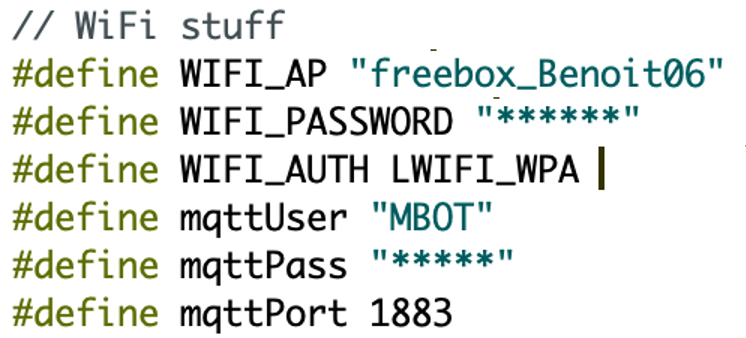 // WiFi stuff
#define WIFI_AP "freebox_Benoit06"
#define WIFI_PASSWORD "******"
#define WIFI_AUTH LWIFI_WPA
#define mqttUser "MBOT"
#define mqttPass "*****"
#define mqttPort 1883